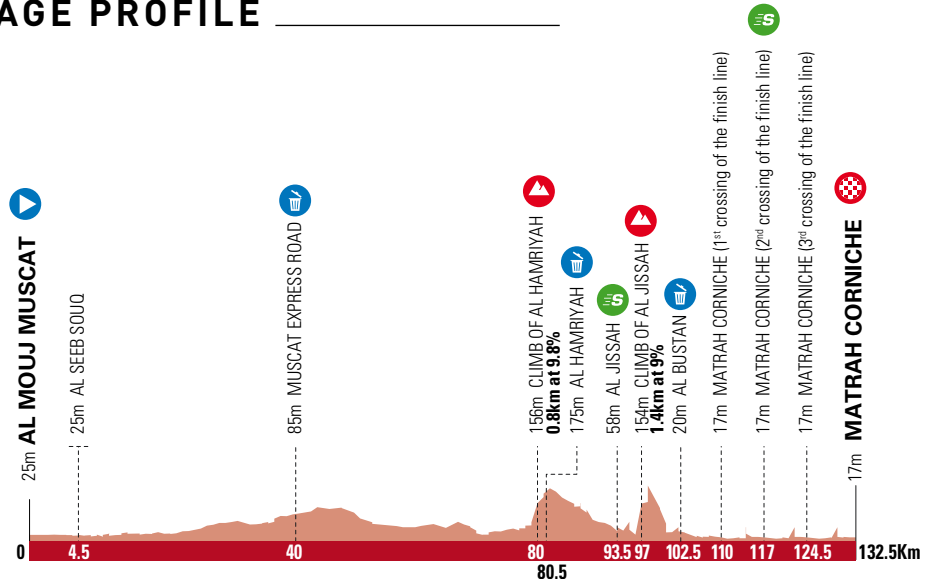 AGE PROFILE
25m AL MOUJ MUSCAT
25m AL SEEB SOUQ
85m MUSCAT EXPRESS ROAD
156m CLIMB OF AL HAMRIYAH
0.8km at 9.8%
175m AL HAMRIYAH
58m AL JISSAH
154m CLIMB OF AL JISSAH
1.4km at 9%
20m AL BUSTAN
17m MATRAH CORNICHE (1st crossing of the finish line)
17m MATRAH CORNICHE (2nd crossing of the finish line)
17m MATRAH CORNICHE (3rd crossing of the finish line)
17m MATRAH CORNICHE
S
S
0 4.5 40 80 93.5 97 102.5 110 117 124.5 132.5Km
80.5